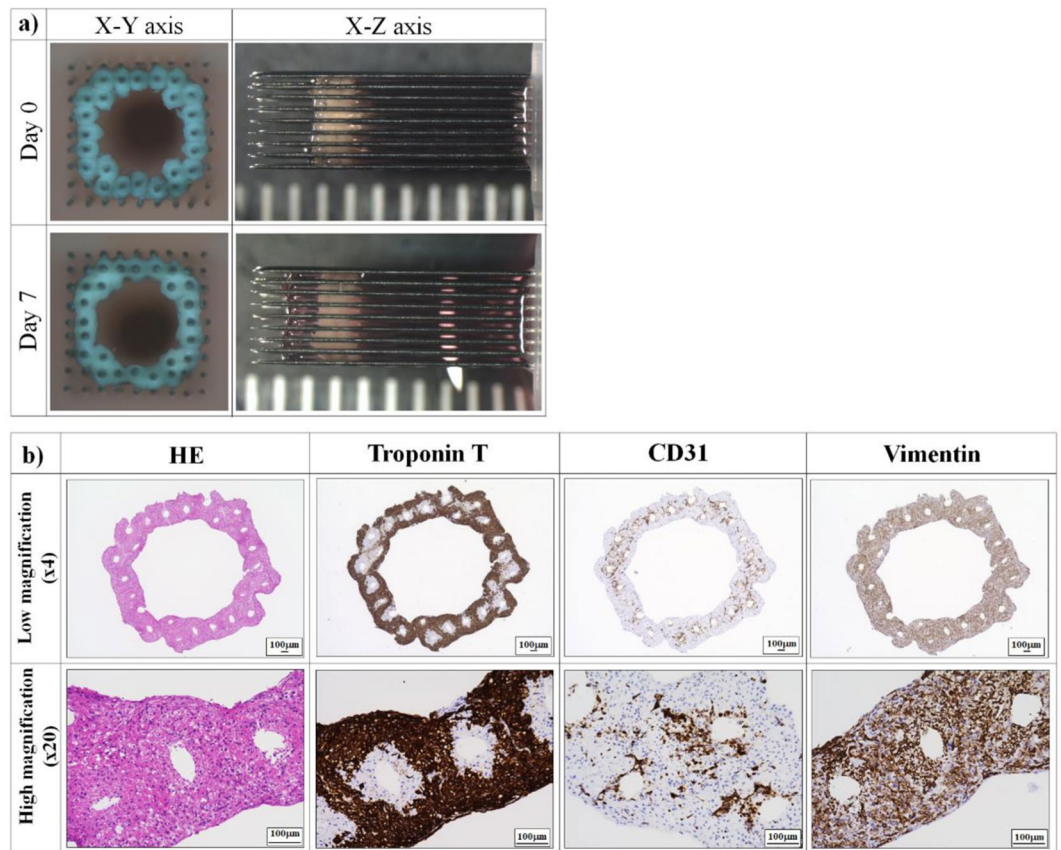 a)
X-Y axis
X-Z axis
Day 0
Day 7
b)
HE
Troponin T
CD31
Vimentin
Low magnification
(x4)
100μm
100μm
100μm
100μm
High magnification
(x20)
100μm
100μm
100μm
100μm